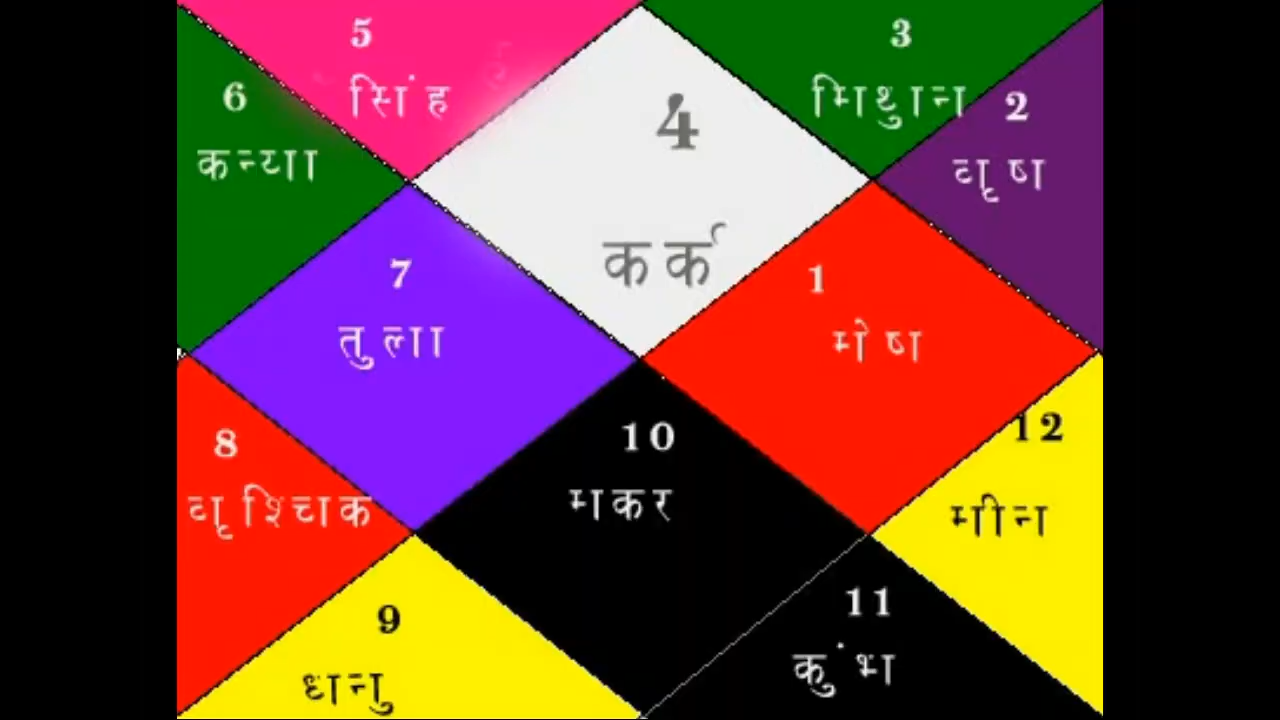 5
सिंह
3
मिथुन
6
कन्या
4
कर्क
2
वृष
7
तुला
1
मेष
8
वृश्चिक
10
मकर
12
मीन
9
धनु
11
कुंभ